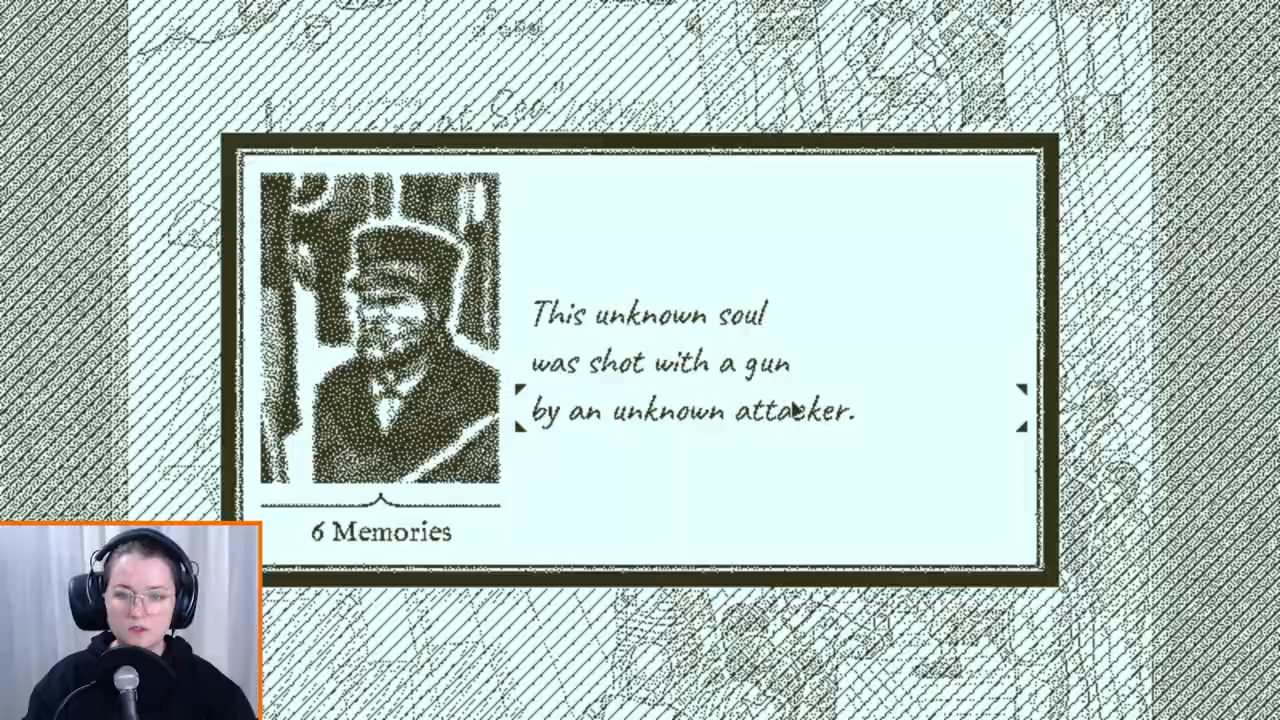 This unknown soul
was shot with a gun
by an unknown attacker.
6 Memories